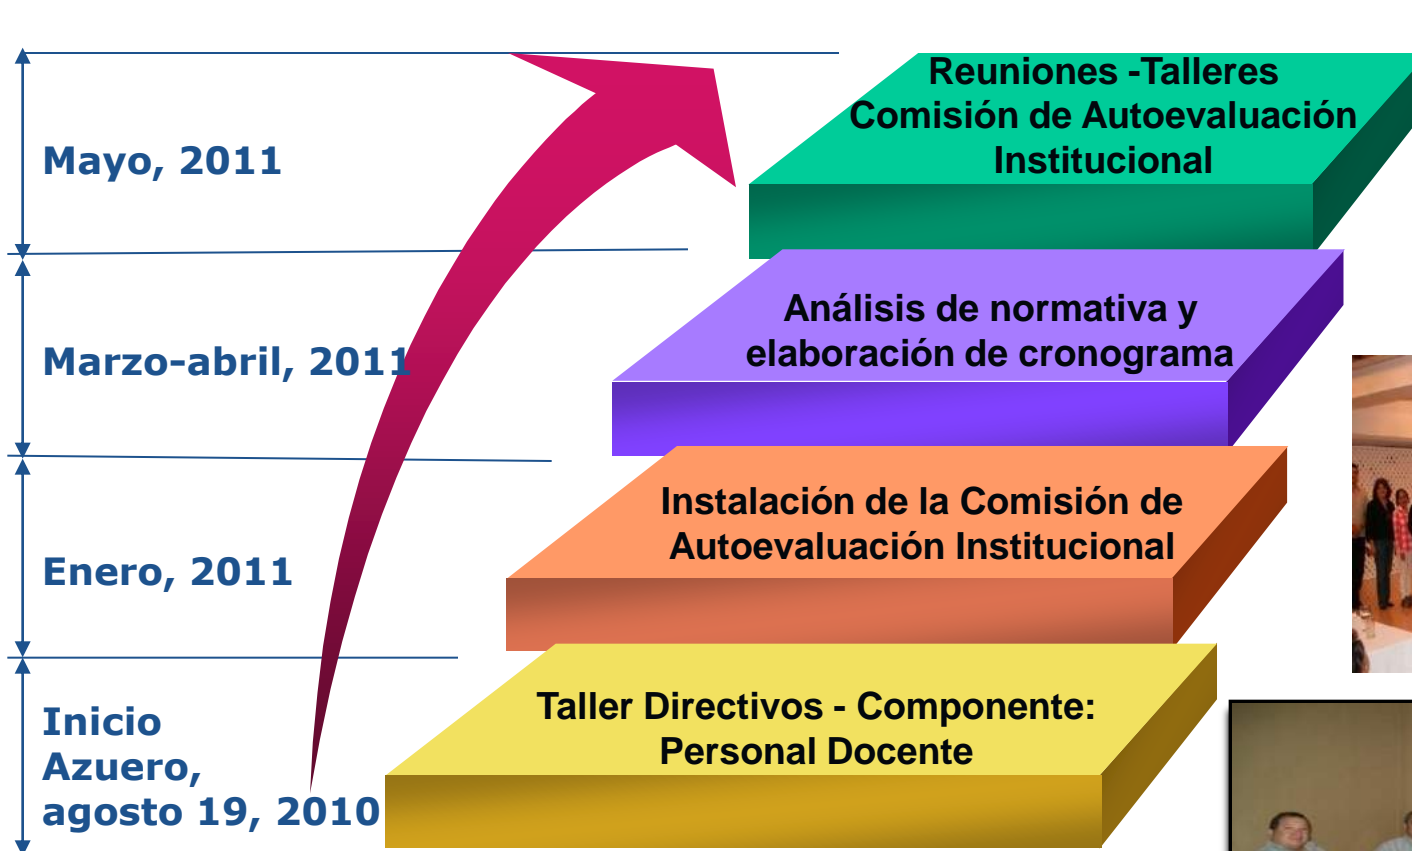 Reuniones -Talleres
Comisión de Autoevaluación
Institucional
Mayo, 2011
Análisis de normativa y
elaboración de cronograma
Marzo-abril, 2011
Instalación de la Comisión de
Autoevaluación Institucional
Enero, 2011
Taller Directivos - Componente:
Personal Docente
Inicio
Azuero,
agosto 19, 2010